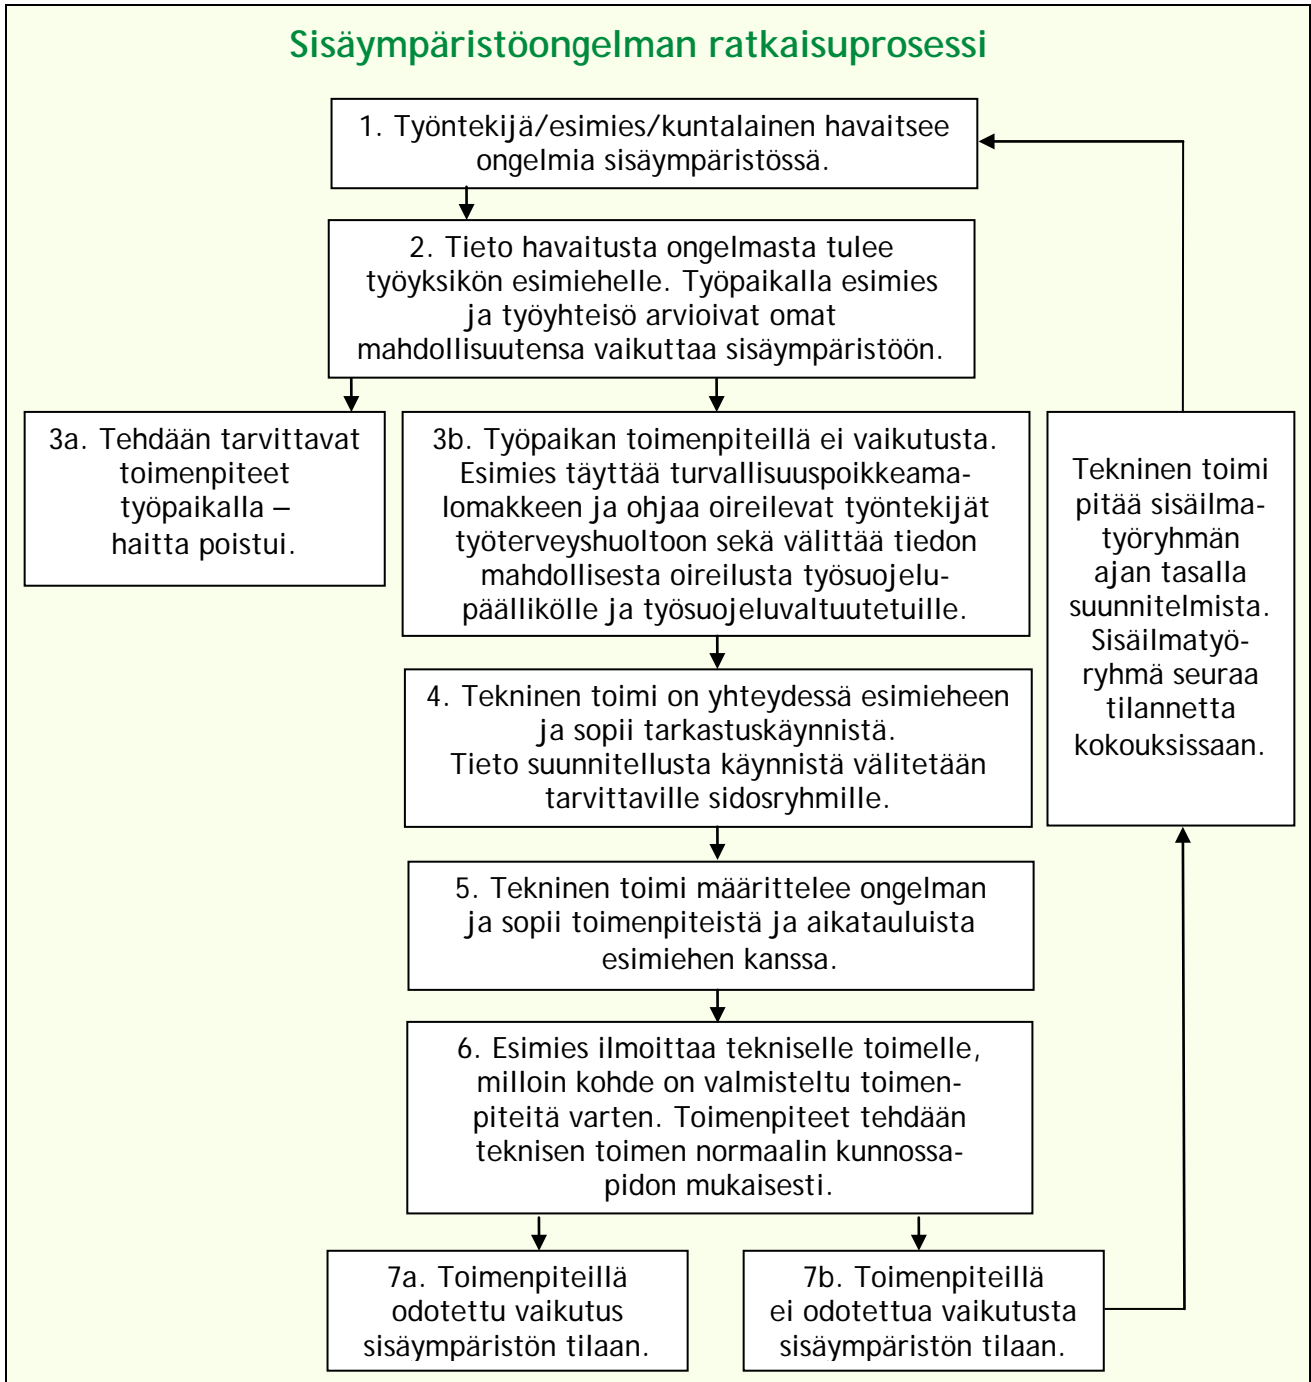 Sisäympäristöongelman ratkaisuprosessi
1. Työntekijä/esimies/kuntalainen havaitsee
ongelmia sisäympäristössä.
2. Tieto havaitusta ongelmasta tulee
työyksikön esimiehelle. Työpaikalla esimies
ja työyhteisö arvioivat omat
mahdollisuutensa vaikuttaa sisäympäristöön.
3a. Tehdään tarvittavat
toimenpiteet
työpaikalla –
haitta poistui.
3b. Työpaikan toimenpiteillä ei vaikutusta.
Esimies täyttää turvallisuuspoikkeama-
lomakkeen ja ohjaa oireilevat työntekijät
työterveyshuoltoon sekä välittää tiedon
mahdollisesta oireilusta työsuojelu-
päällikölle ja työsuojeluvaltuutetuille.
4. Tekninen toimi on yhteydessä esimieheen
ja sopii tarkastuskäynnistä.
Tieto suunnitellusta käynnistä välitetään
tarvittaville sidosryhmille.
5. Tekninen toimi määrittelee ongelman
ja sopii toimenpiteistä ja aikatauluista
esimiehen kanssa.
6. Esimies ilmoittaa tekniselle toimelle,
milloin kohde on valmisteltu toimen-
piteitä varten. Toimenpiteet tehdään
teknisen toimen normaalin kunnossa-
pidon mukaisesti.
7a. Toimenpiteillä
odotettu vaikutus
sisäympäristön tilaan.
7b. Toimenpiteillä
ei odotettua vaikutusta
sisäympäristön tilaan.
Tekninen toimi
pitää sisäilma-
työryhmän
ajan tasalla
suunnitelmista.
Sisäilmatyö-
ryhmä seuraa
tilannetta
kokouksissaan.